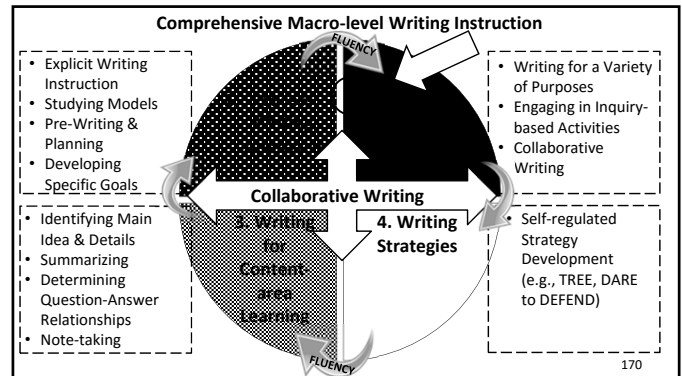 Comprehensive Macro-level Writing Instruction
FLUENCY
• Explicit Writing
Instruction
• Studying Models
• Pre-Writing &
Planning
• Developing
Specific Goals
• Writing for a Variety
of Purposes
• Engaging in Inquiry-
based Activities
• Collaborative
Writing
Collaborative Writing
• Identifying Main
Idea & Details
• Summarizing
• Determining
Question-Answer
Relationships
• Note-taking
3. Writing
for
Content-
area
Learning
4. Writing
Strategies
• Self-regulated
Strategy
Development
(e.g., TREE, DARE
to DEFEND)
FLUENCY
170